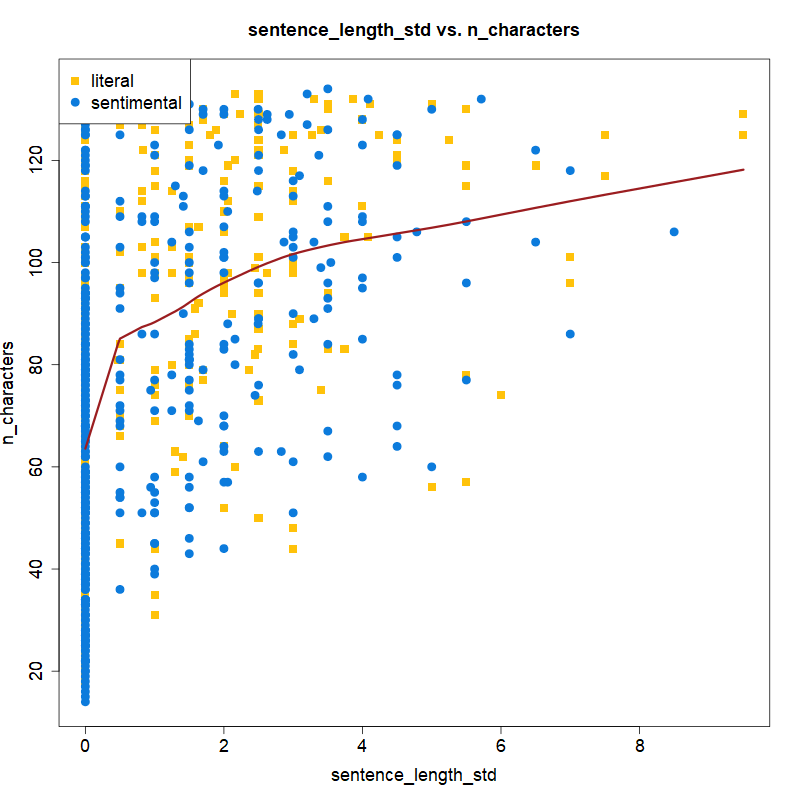 sentence_length_std vs. n_characters
literal
sentimental
n_characters
120
100
80
60
40
20
0 2 4 6 8
sentence_length_std